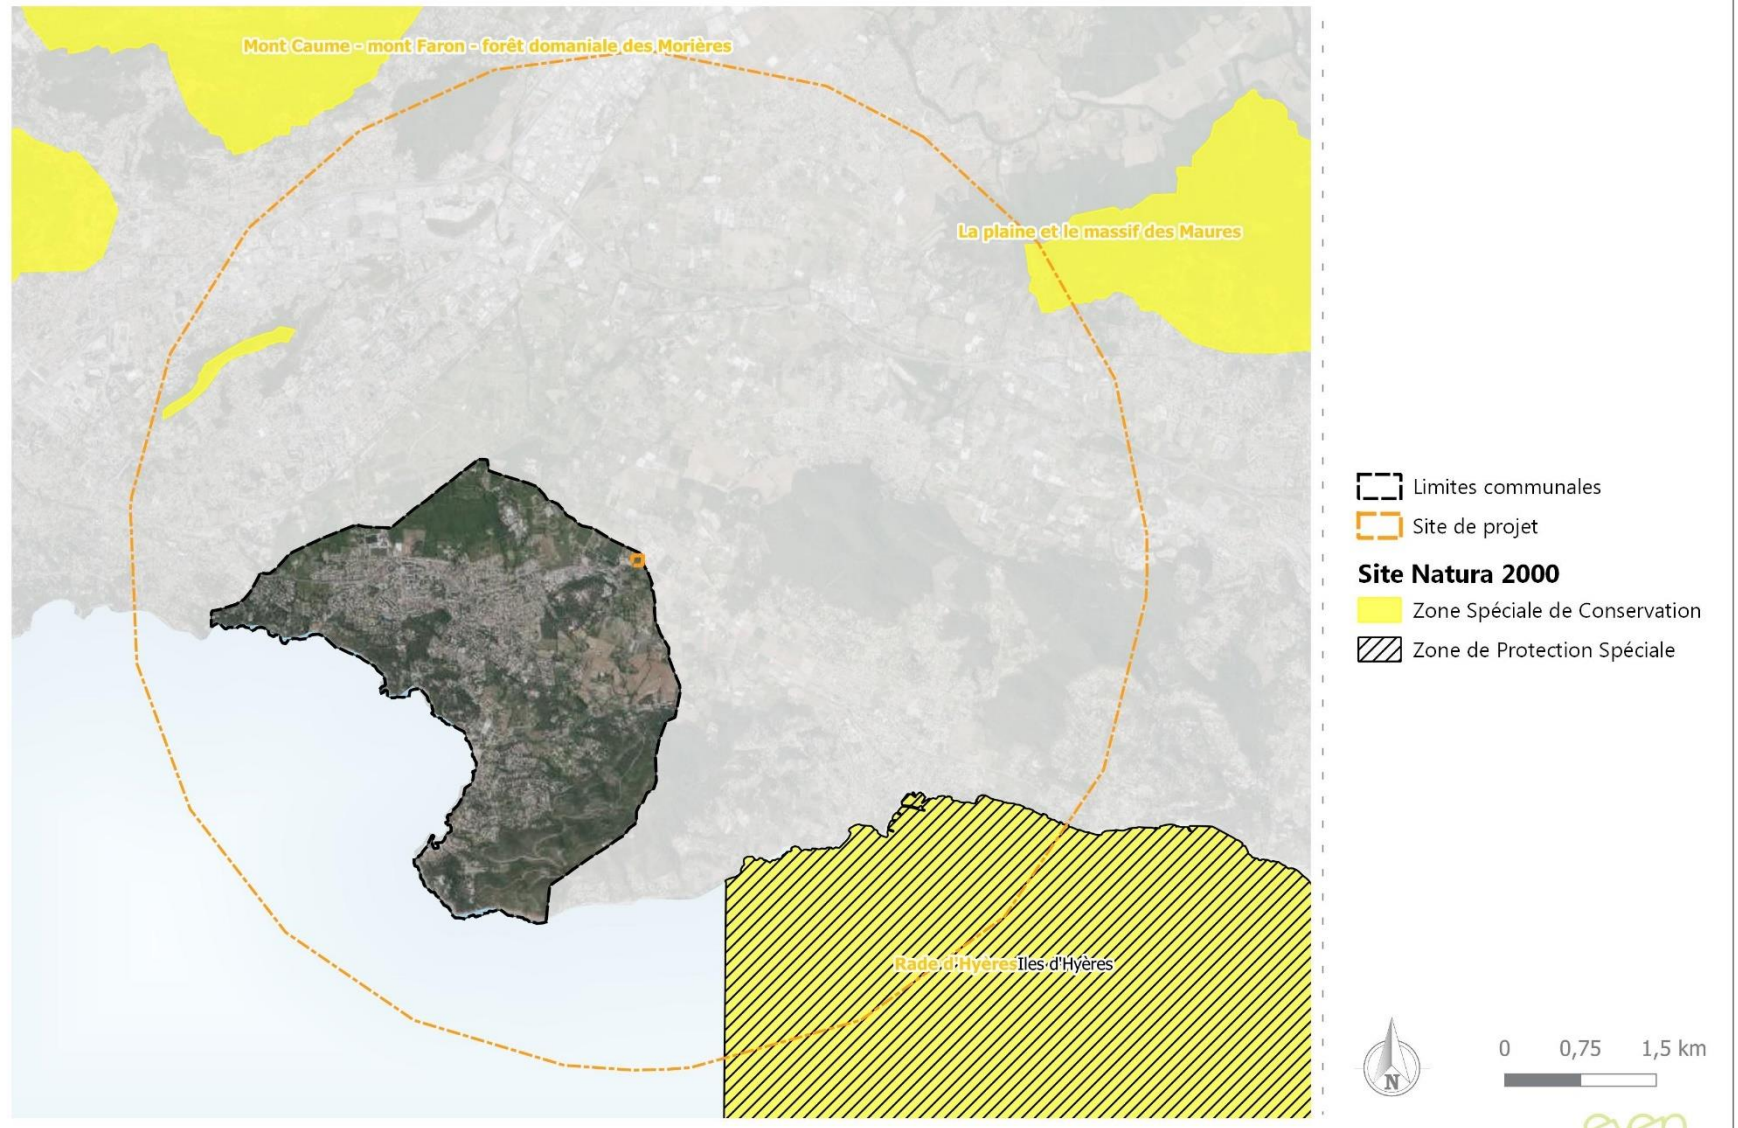 Mont Caume - mont Faron - forêt domaniale des Morières
La plaine et le massif des Maures
Rade d'Hyères Iles d'Hyères
Limites communales
Site de projet
Site Natura 2000
Zone Spéciale de Conservation
Zone de Protection Spéciale
N
0 0,75 1,5 km